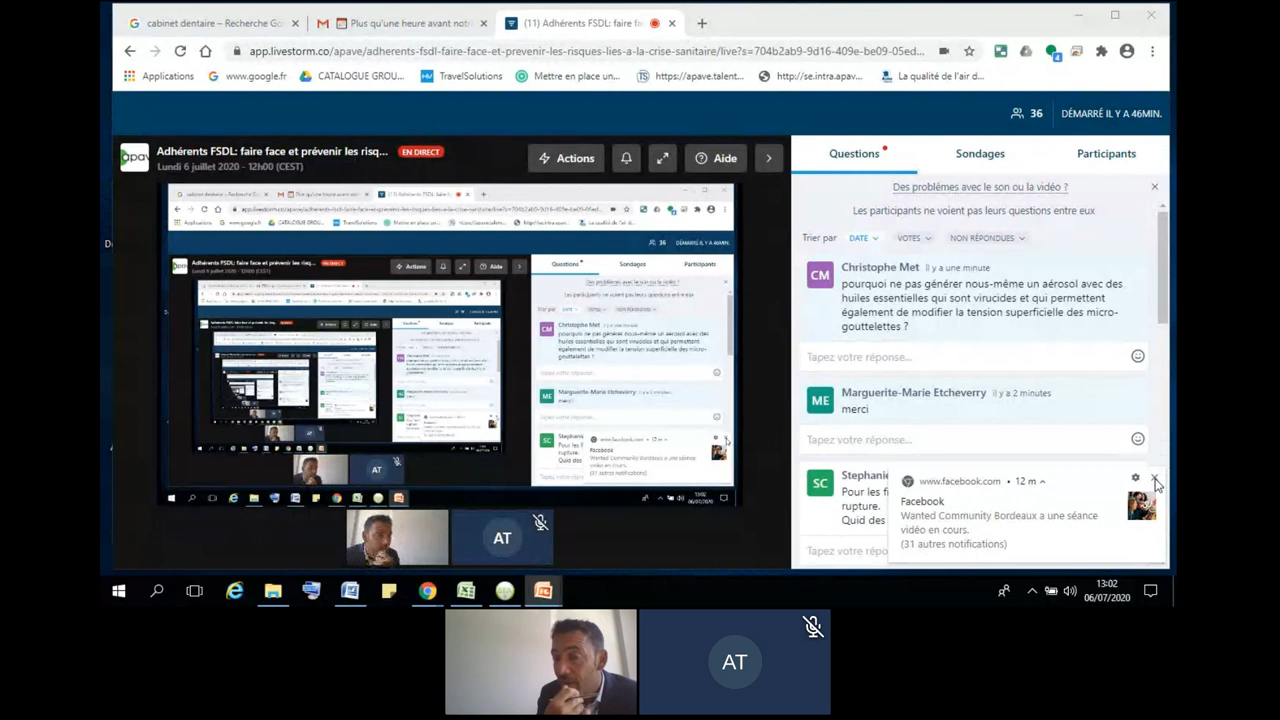 cabinet dentaire – Recherche Go
Plus qu'une heure avant notr
(11) Adhérents FSDL: faire fa
app.livestorm.co/apave/adherents-fsdl-faire-face-et-prevenir-les-risques-lies-a-la-crise-sanitaire/live?s=704b2ab9-9d16-409e-be09-05ed...
4
Applications
www.google.fr
CATALOGUE GROU...
TravelSolutions
Mettre en place un...
https://apave.talent...
http://se.intra.apav...
La qualité de l'air d...
36
DÉMARRÉ IL Y A 46MIN.
apave
Adhérents FSDL: faire face et prévenir les risq...
EN DIRECT
Lundi 6 juillet 2020 - 12h00 (CEST)
Actions
Aide
Questions
Sondages
Participants
Des problèmes avec le son ou la vidéo ?
Les participants ne voient pas leurs questions entre eux
Trier par
DATE
VOTES
NON RÉPONDUES
CM
Christophe Met
il y a une minute
pourquoi ne pas générer nous-même un aérosol avec des
huiles essentielles qui sont virucides et qui permettent
également de modifier la tension superficielle des micro-
gouttelettes ?
Tapez votre réponse...
ME
Marguerite-Marie Etcheverry
il y a 2 minutes
merci
Tapez votre réponse...
SC
Stephanie
Pour les fi
rupture.
Quid des
Tapez votre répo
www.facebook.com
12 m
Facebook
Wanted Community Bordeaux a une séance
vidéo en cours.
(31 autres notifications)
AT
13:02
06/07/2020
AT